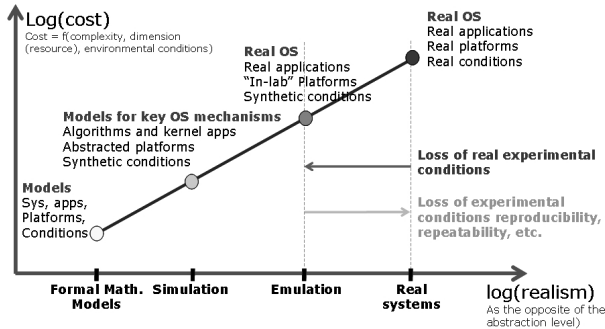 Log(cost)
Cost = f(complexity, dimension
(resource), environmental conditions)
Real OS
Real applications
Real platforms
Real conditions
Real OS
Real applications
“In-lab” Platforms
Synthetic conditions
Models for key OS mechanisms
Algorithms and kernel apps
Abstracted platforms
Synthetic conditions
Loss of real experimental
conditions
Models
Sys, apps,
Platforms,
Conditions
Loss of experimental
conditions reproducibility,
repeatability, etc.
Formal Math.
Models
Simulation
Emulation
Real
systems
log(realism)
As the opposite of the
abstraction level)